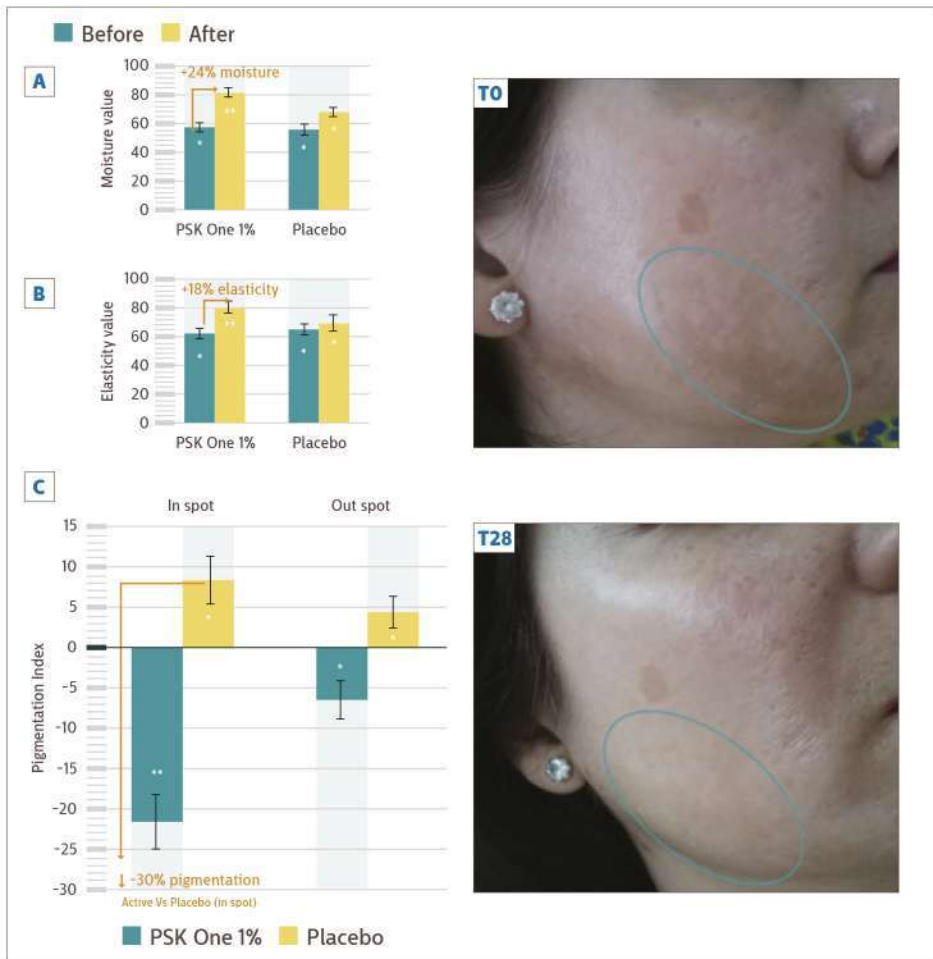 Before After
A
100
80
60
40
20
0
Moisture value
+24% moisture
PSK One 1% Placebo
T0
B
100
80
60
40
20
0
Elasticity value
+18% elasticity
PSK One 1% Placebo
C
In spot Out spot
15
10
5
0
-5
-10
-15
-20
-25
-30
Pigmentation Index
↓ -30% pigmentation
Active Vs Placebo (in spot)
PSK One 1% Placebo
T28